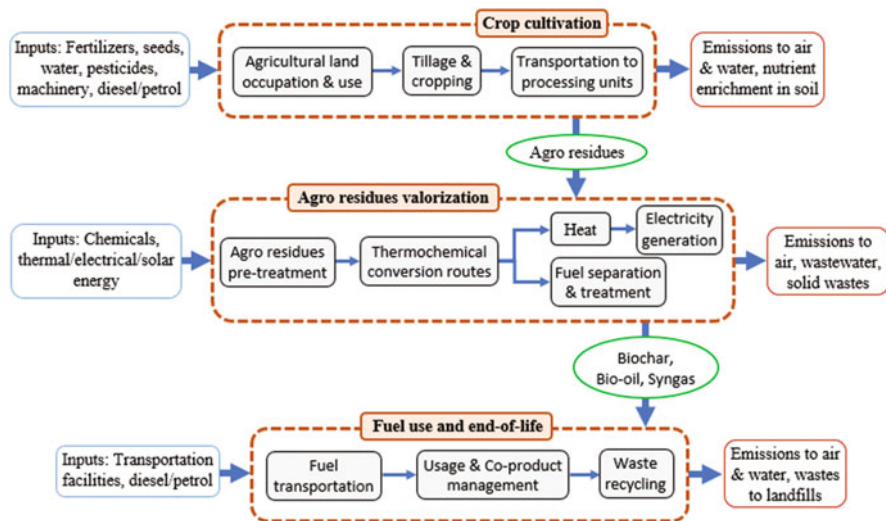 Crop cultivation
Inputs: Fertilizers, seeds,
water, pesticides,
machinery, diesel/petrol
Agricultural land
occupation & use
Tillage &
cropping
Transportation to
processing units
Emissions to air
& water, nutrient
enrichment in soil
Agro residues
Agro residues valorization
Inputs: Chemicals,
thermal/electrical/solar
energy
Agro residues
pre-treatment
Thermochemical
conversion routes
Heat
Electricity
generation
Fuel separation
& treatment
Emissions to
air, wastewater,
solid wastes
Biochar,
Bio-oil, Syngas
Fuel use and end-of-life
Inputs: Transportation
facilities, diesel/petrol
Fuel
transportation
Usage & Co-product
management
Waste
recycling
Emissions to air
& water, wastes
to landfills